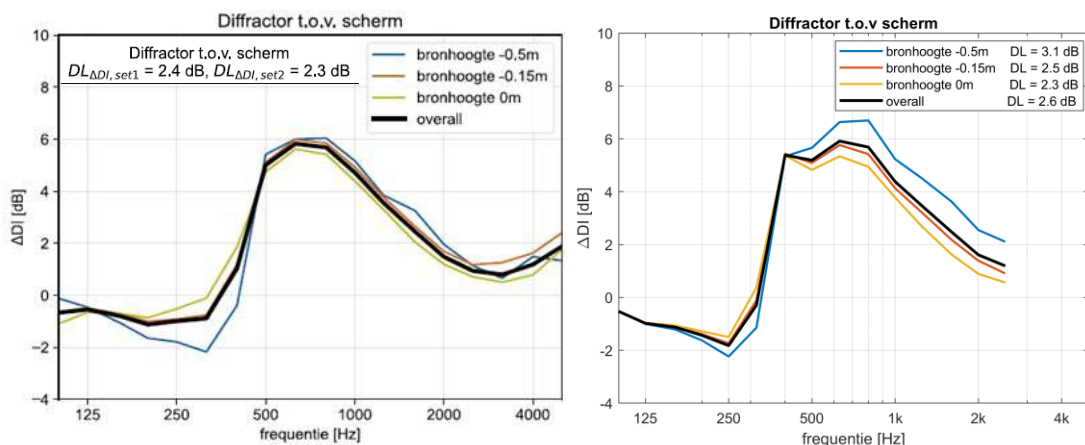 Diffractor t.o.v. scherm
10
8
6
4
2
0
−2
−4
ΔDI [dB]
Diffractor t.o.v. scherm
DL_ΔDI, set1 = 2.4 dB, DL_ΔDI, set2 = 2.3 dB
bronhoogte -0.5m
bronhoogte -0.15m
bronhoogte 0m
overall
125 250 500 1000 2000 4000
frequentie [Hz]
Diffractor t.o.v scherm
10
8
6
4
2
0
-2
-4
△DI [dB]
bronhoogte -0.5m DL = 3.1 dB
bronhoogte -0.15m DL = 2.5 dB
bronhoogte 0m DL = 2.3 dB
overall DL = 2.6 dB
125 250 500 1k 2k 4k
frequentie [Hz]